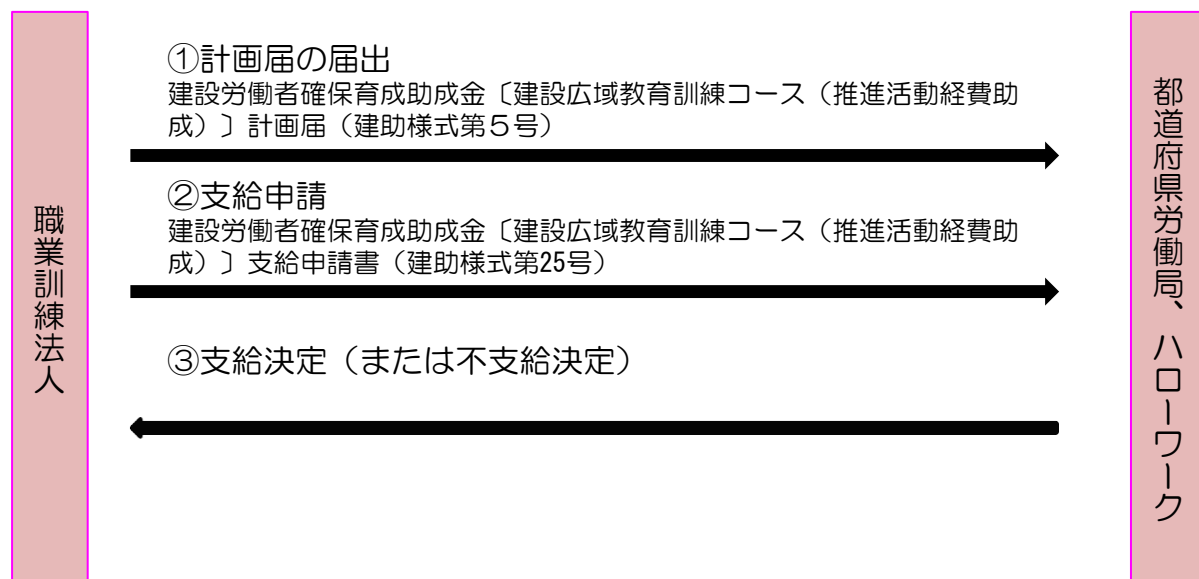 職業訓練法人
①計画届の届出
建設労働者確保育成助成金〔建設広域教育訓練コース（推進活動経費助
成）〕計画届（建助様式第５号）
②支給申請
建設労働者確保育成助成金〔建設広域教育訓練コース（推進活動経費助
成）〕支給申請書（建助様式第25号）
③支給決定（または不支給決定）
都道府県労働局、ハローワーク